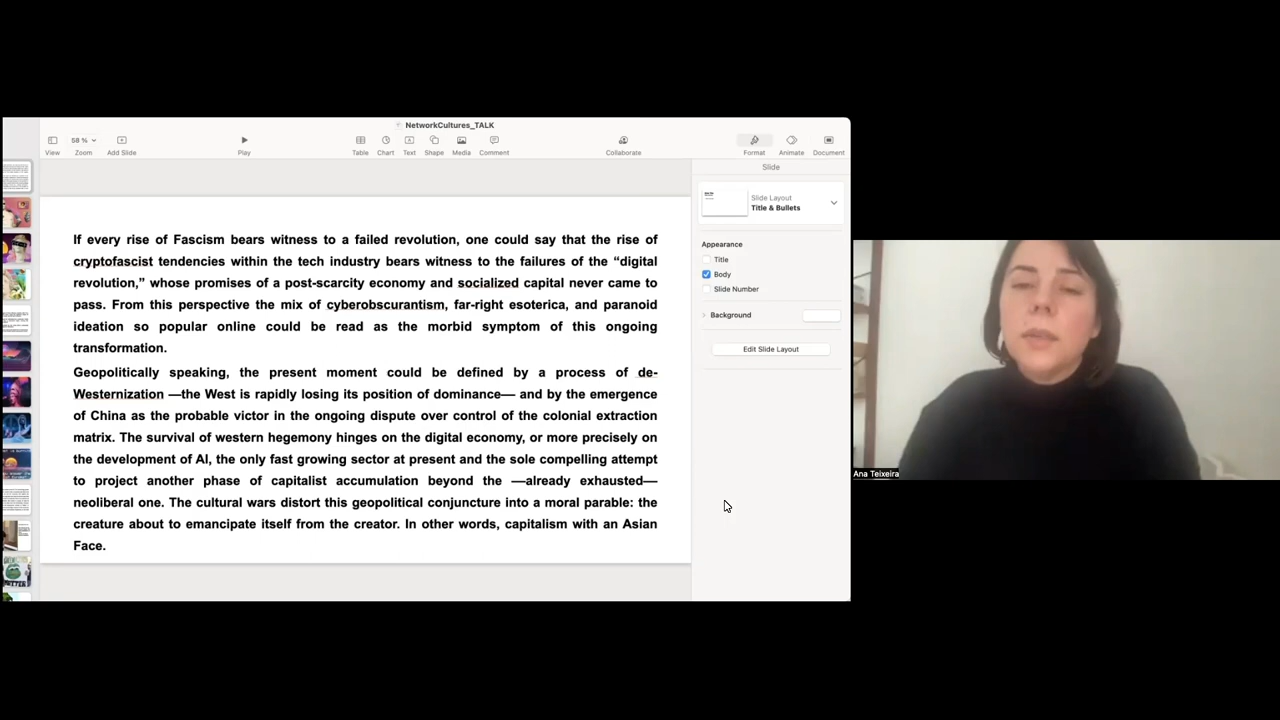 NetworkCultures_TALK
58 %
View
Zoom
Add Slide
Play
Table
Chart
Text
Shape
Media
Comment
Collaborate
Format
Animate
Document
If every rise of Fascism bears witness to a failed revolution, one could say that the rise of
cryptofascist tendencies within the tech industry bears witness to the failures of the “digital
revolution,” whose promises of a post-scarcity economy and socialized capital never came to
pass. From this perspective the mix of cyberobscurantism, far-right esoterica, and paranoid
ideation so popular online could be read as the morbid symptom of this ongoing
transformation.
Geopolitically speaking, the present moment could be defined by a process of de-
Westernization —the West is rapidly losing its position of dominance— and by the emergence
of China as the probable victor in the ongoing dispute over control of the colonial extraction
matrix. The survival of western hegemony hinges on the digital economy, or more precisely on
the development of AI, the only fast growing sector at present and the sole compelling attempt
to project another phase of capitalist accumulation beyond the —already exhausted—
neoliberal one. The cultural wars distort this geopolitical conjuncture into a moral parable: the
creature about to emancipate itself from the creator. In other words, capitalism with an Asian
Face.
Slide
Slide Layout
Title & Bullets
Appearance
Title
Body
Slide Number
Background
Edit Slide Layout
Ana Teixeira